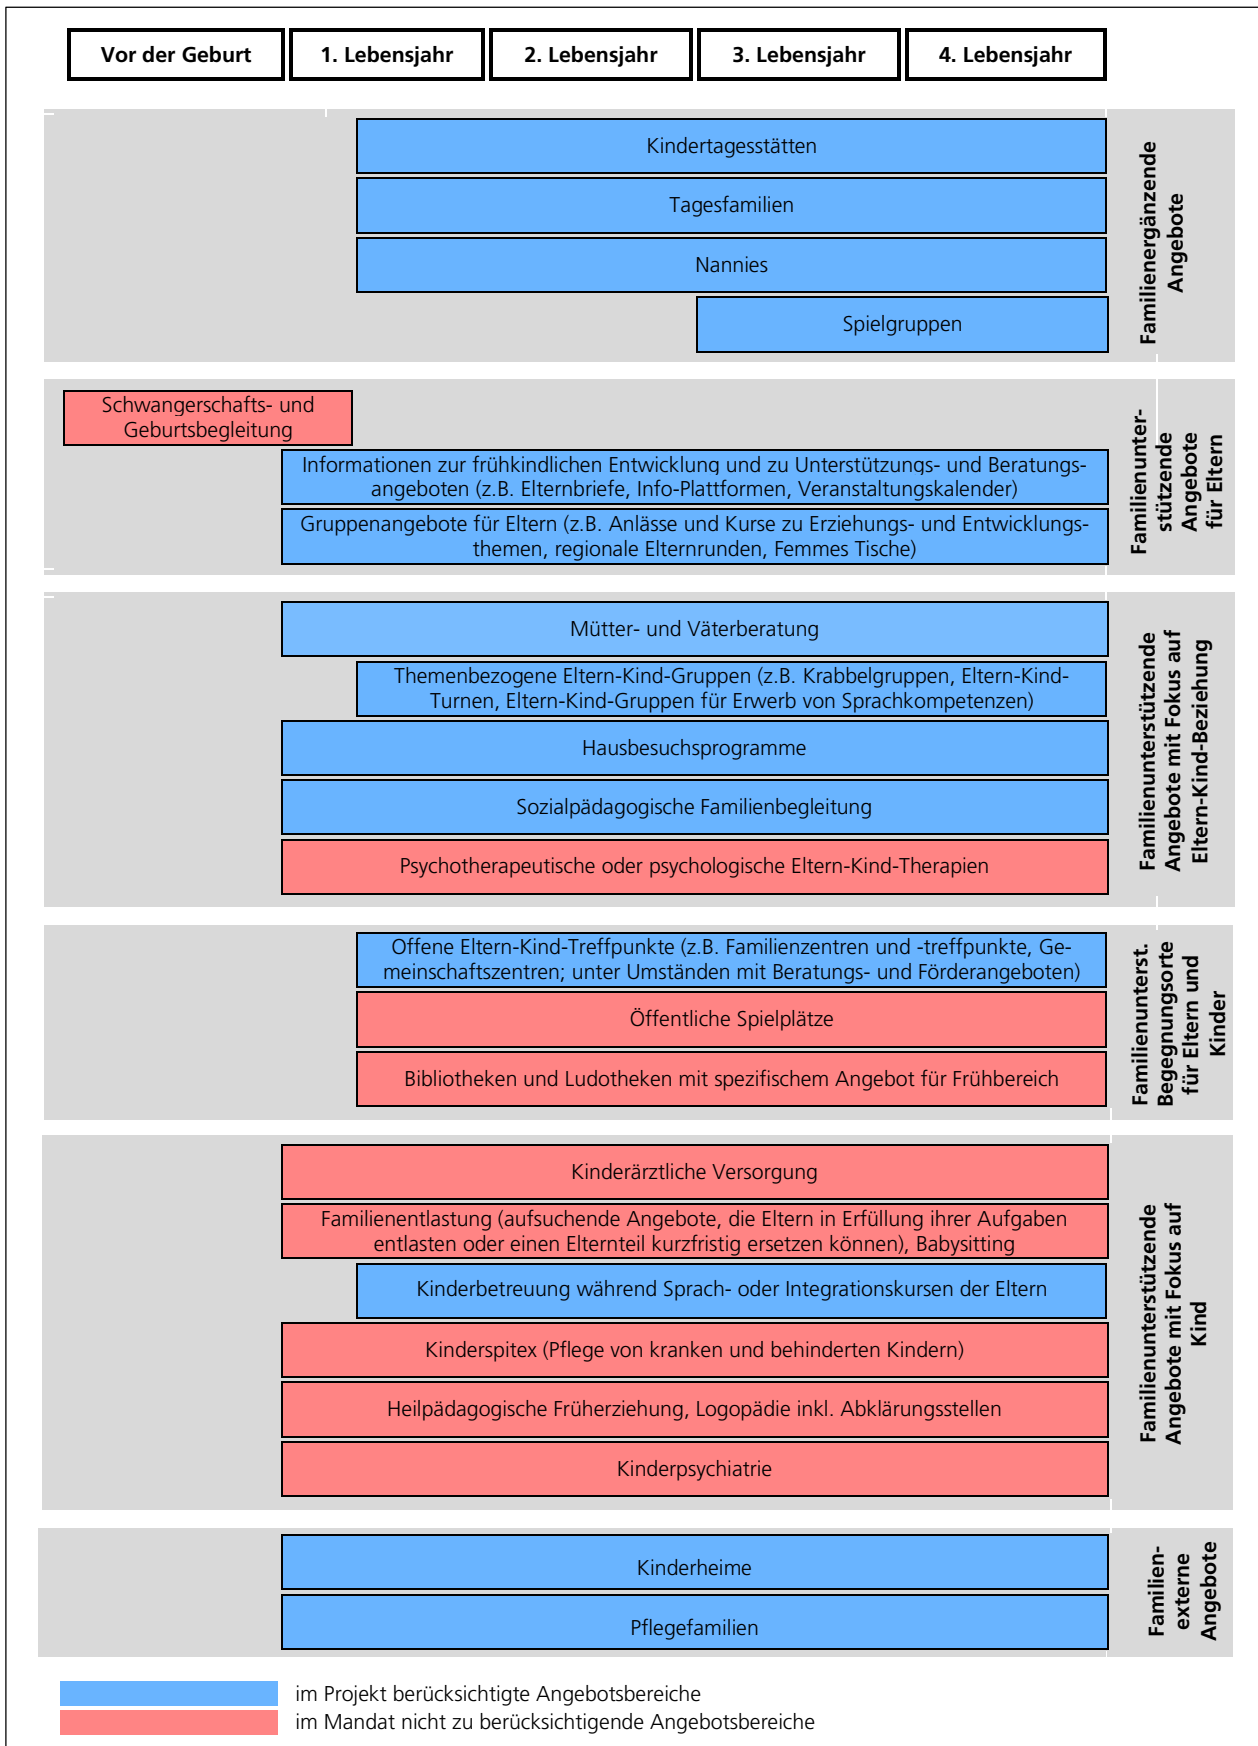 Vor der Geburt
1. Lebensjahr
2. Lebensjahr
3. Lebensjahr
4. Lebensjahr
Kindertagesstätten
Tagesfamilien
Nannies
Spielgruppen
Familienergänzende
Angebote
Schwangerschafts- und
Geburtsbegleitung
Informationen zur frühkindlichen Entwicklung und zu Unterstützungs- und Beratungs-
angeboten (z.B. Elternbriefe, Info-Plattformen, Veranstaltungskalender)
Gruppenangebote für Eltern (z.B. Anlässe und Kurse zu Erziehungs- und Entwicklungs-
themen, regionale Elternrunden, Femmes Tische)
Familienunter-
stützende
Angebote
für Eltern
Mütter- und Väterberatung
Themenbezogene Eltern-Kind-Gruppen (z.B. Krabbelgruppen, Eltern-Kind-
Turnen, Eltern-Kind-Gruppen für Erwerb von Sprachkompetenzen)
Hausbesuchsprogramme
Sozialpädagogische Familienbegleitung
Psychotherapeutische oder psychologische Eltern-Kind-Therapien
Familienunterstützende
Angebote mit Fokus auf
Eltern-Kind-Beziehung
Offene Eltern-Kind-Treffpunkte (z.B. Familienzentren und -treffpunkte, Ge-
meinschaftszentren; unter Umständen mit Beratungs- und Förderangeboten)
Öffentliche Spielplätze
Bibliotheken und Ludotheken mit spezifischem Angebot für Frühbereich
Familienunterst.
Begegnungsorte
für Eltern und
Kinder
Kinderärztliche Versorgung
Familienentlastung (aufsuchende Angebote, die Eltern in Erfüllung ihrer Aufgaben
entlasten oder einen Elternteil kurzfristig ersetzen können), Babysitting
Kinderbetreuung während Sprach- oder Integrationskursen der Eltern
Kinderspitex (Pflege von kranken und behinderten Kindern)
Heilpädagogische Früherziehung, Logopädie inkl. Abklärungsstellen
Kinderpsychiatrie
Familienunterstützende
Angebote mit Fokus auf
Kind
Kinderheime
Pflegefamilien
Familien-
externe
Angebote
im Projekt berücksichtigte Angebotsbereiche
im Mandat nicht zu berücksichtigende Angebotsbereiche